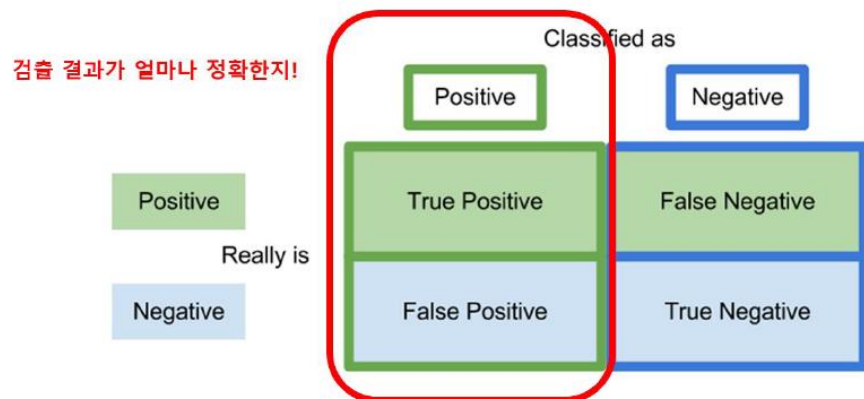 Classified as
검출 결과가 얼마나 정확한지!
Positive
Negative
Positive
True Positive
False Negative
Really is
Negative
False Positive
True Negative